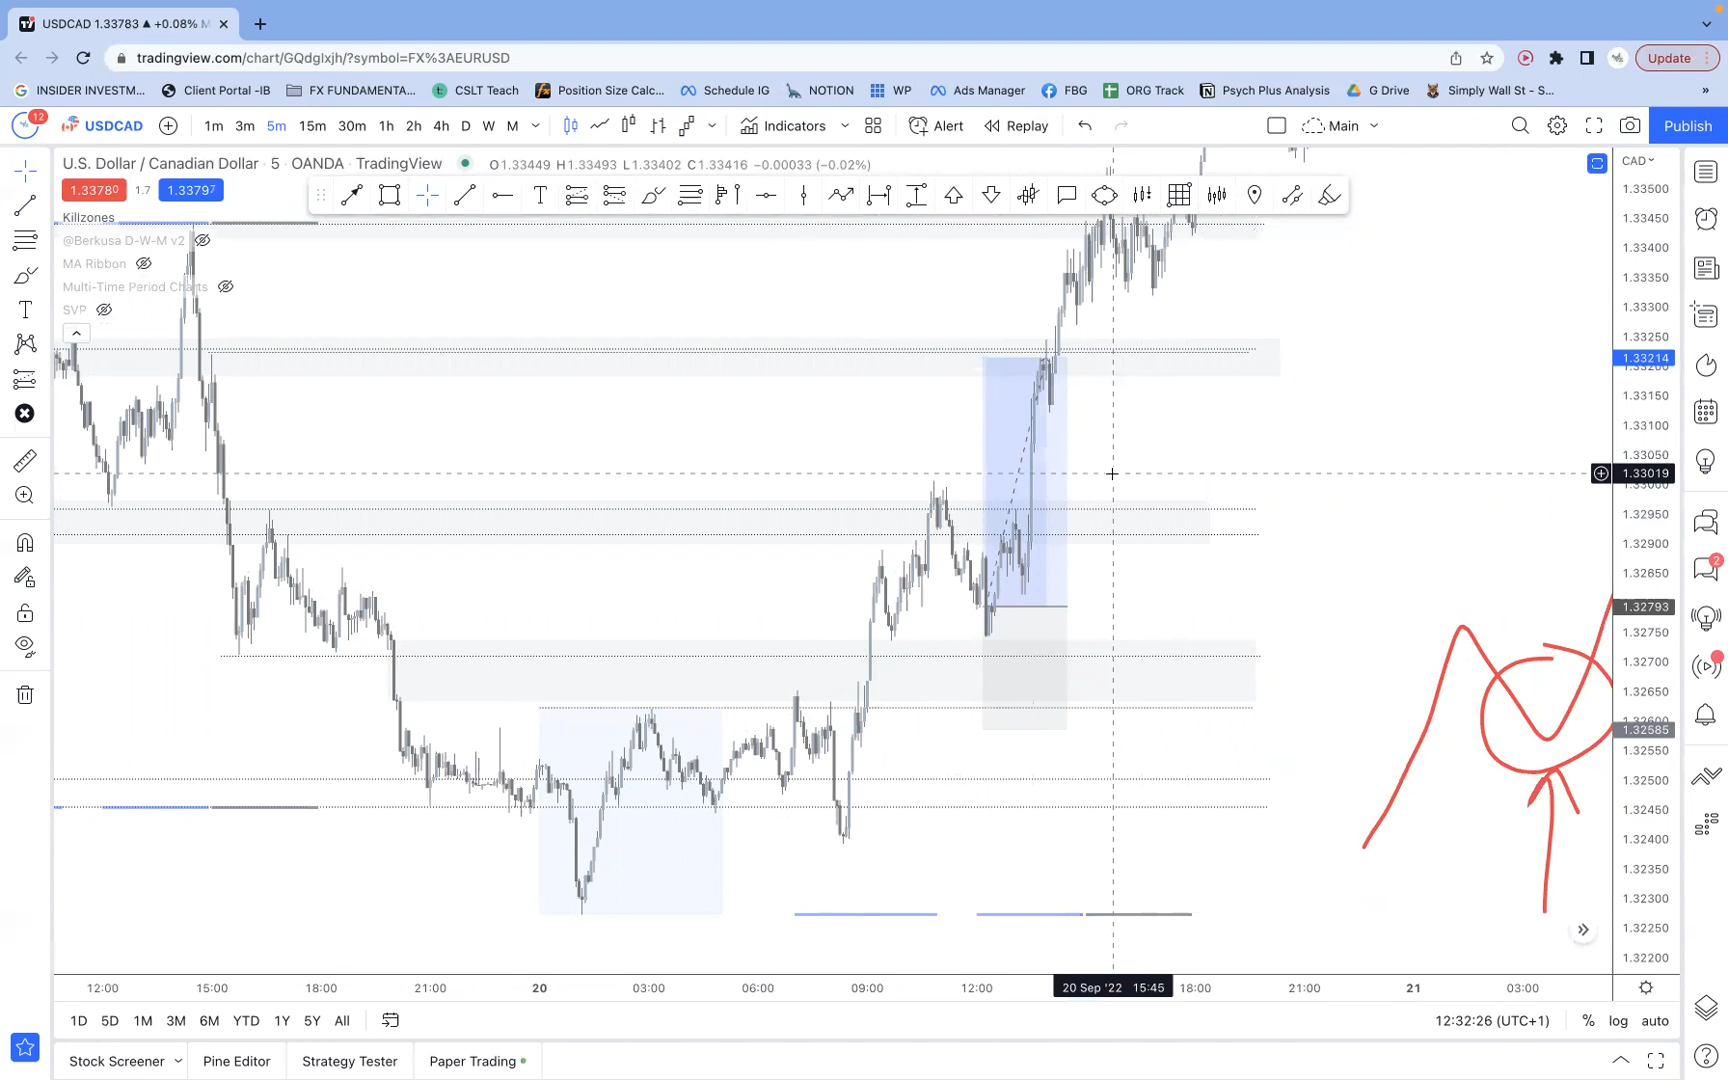 USDCAD 1.33783 ▲ +0.08% M
tradingview.com/chart/GQdglxjh/?symbol=FX%3AEURUSD
Update
INSIDER INVESTM...
Client Portal -IB
FX FUNDAMENTA...
CSLT Teach
Position Size Calc...
Schedule IG
NOTION
WP
Ads Manager
FBG
ORG Track
Psych Plus Analysis
G Drive
Simply Wall St - S...
»
12
USDCAD
1m 3m 5m 15m 30m 1h 2h 4h D W M
Indicators
Alert
Replay
Main
Publish
U.S. Dollar / Canadian Dollar · 5 · OANDA · TradingView
O1.33449 H1.33493 L1.33402 C1.33416 −0.00033 (−0.02%)
CAD
1.33780
1.7
1.33797
Killzones
@Berkusa D-W-M v2
MA Ribbon
Multi-Time Period Charts
SVP
1.33500
1.33450
1.33400
1.33350
1.33300
1.33250
1.33214
1.33200
1.33150
1.33100
1.33050
1.33019
1.33000
1.32950
1.32900
1.32850
1.32793
1.32750
1.32700
1.32650
1.32600
1.32585
1.32550
1.32500
1.32450
1.32400
1.32350
1.32300
1.32250
1.32200
2
12:00 15:00 18:00 21:00 20 03:00 06:00 09:00 12:00 20 Sep '22 15:45 18:00 21:00 21 03:00
1D 5D 1M 3M 6M YTD 1Y 5Y All
12:32:26 (UTC+1)
% log auto
Stock Screener
Pine Editor
Strategy Tester
Paper Trading